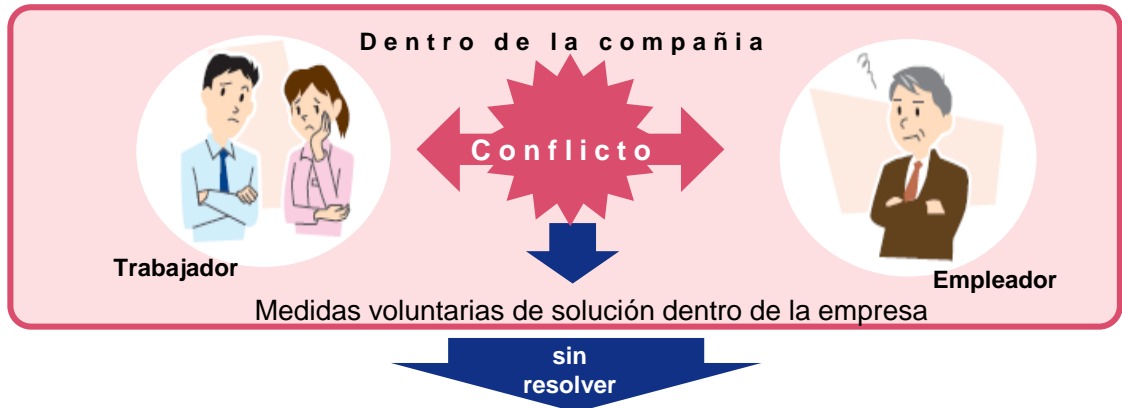 Dentro de la compañia
Conflicto
Trabajador
Empleador
Medidas voluntarias de solución dentro de la empresa
sin
resolver